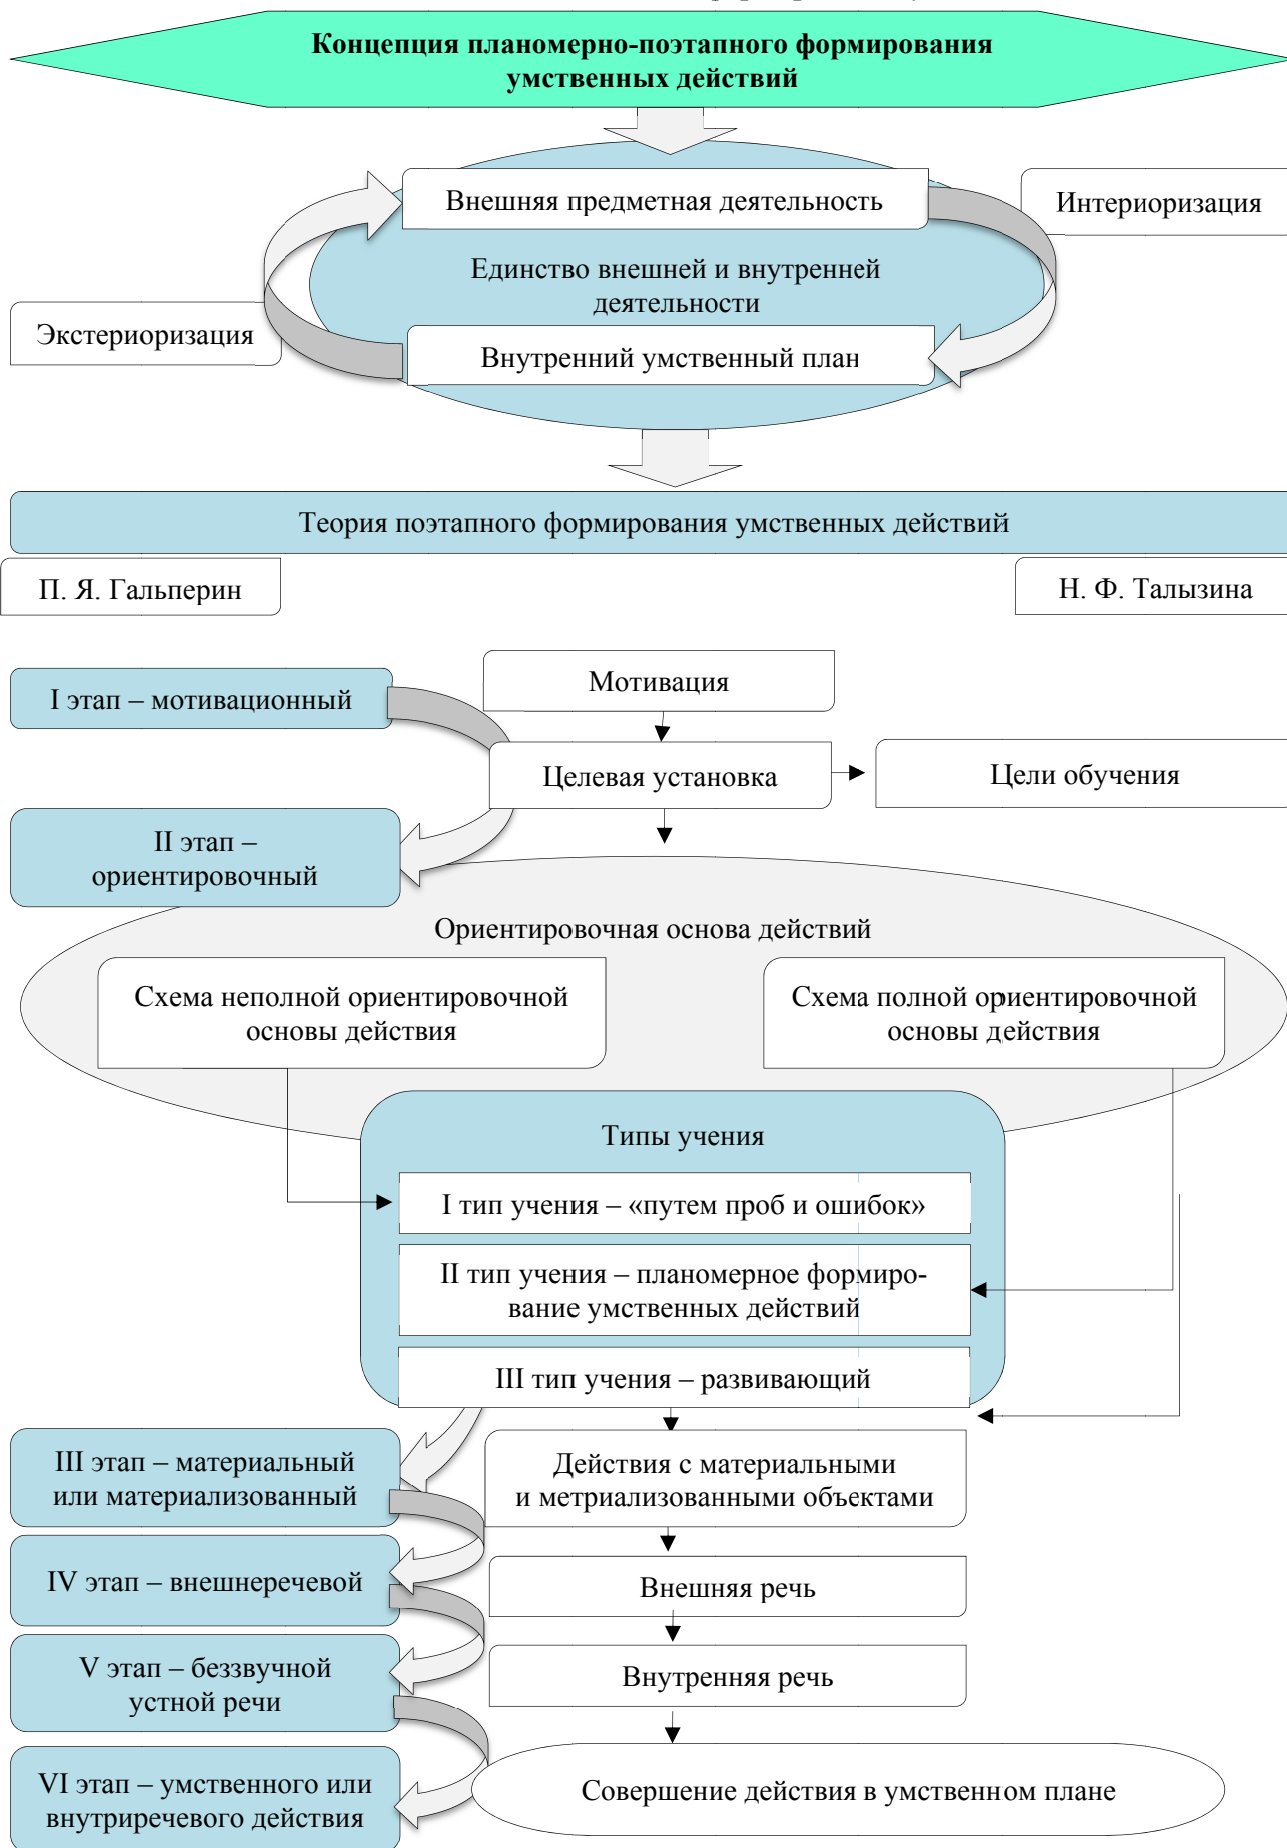 Концепция планомерно-поэтапного формирования
умственных действий
Внешняя предметная деятельность
Интериоризация
Единство внешней и внутренней
деятельности
Экстериоризация
Внутренний умственный план
Теория поэтапного формирования умственных действий
П. Я. Гальперин
Н. Ф. Талызина
I этап – мотивационный
Мотивация
Целевая установка
Цели обучения
II этап –
ориентировочный
Ориентировочная основа действий
Схема неполной ориентировочной
основы действия
Схема полной ориентировочной
основы действия
Типы учения
I тип учения – «путем проб и ошибок»
II тип учения – планомерное формиро-
вание умственных действий
III тип учения – развивающий
III этап – материальный
или материализованный
Действия с материальными
и метриализованными объектами
IV этап – внешнеречевой
Внешняя речь
V этап – беззвучной
устной речи
Внутренняя речь
VI этап – умственного или
внутриречевого действия
Совершение действия в умственном плане